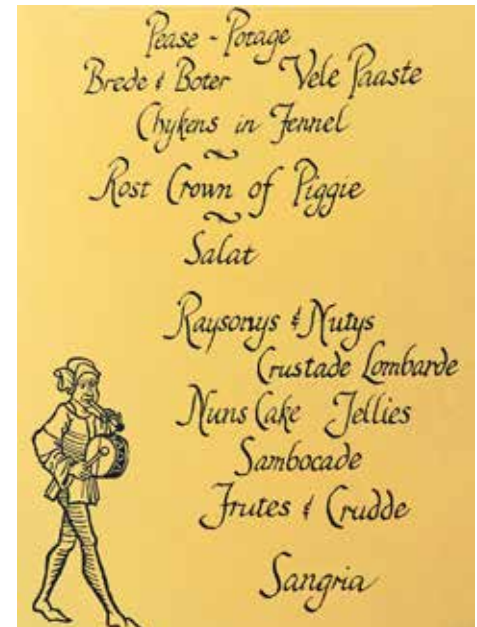 Pease - Potage
Brede & Boter Vele Paaste
Chykens in Fennel
~
Rost Crown of Piggie
~
Salat
Raysonys & Nutys
Crustade Lombarde
Nuns Cake Jellies
Sambocade
Frutes & Crudde
Sangria